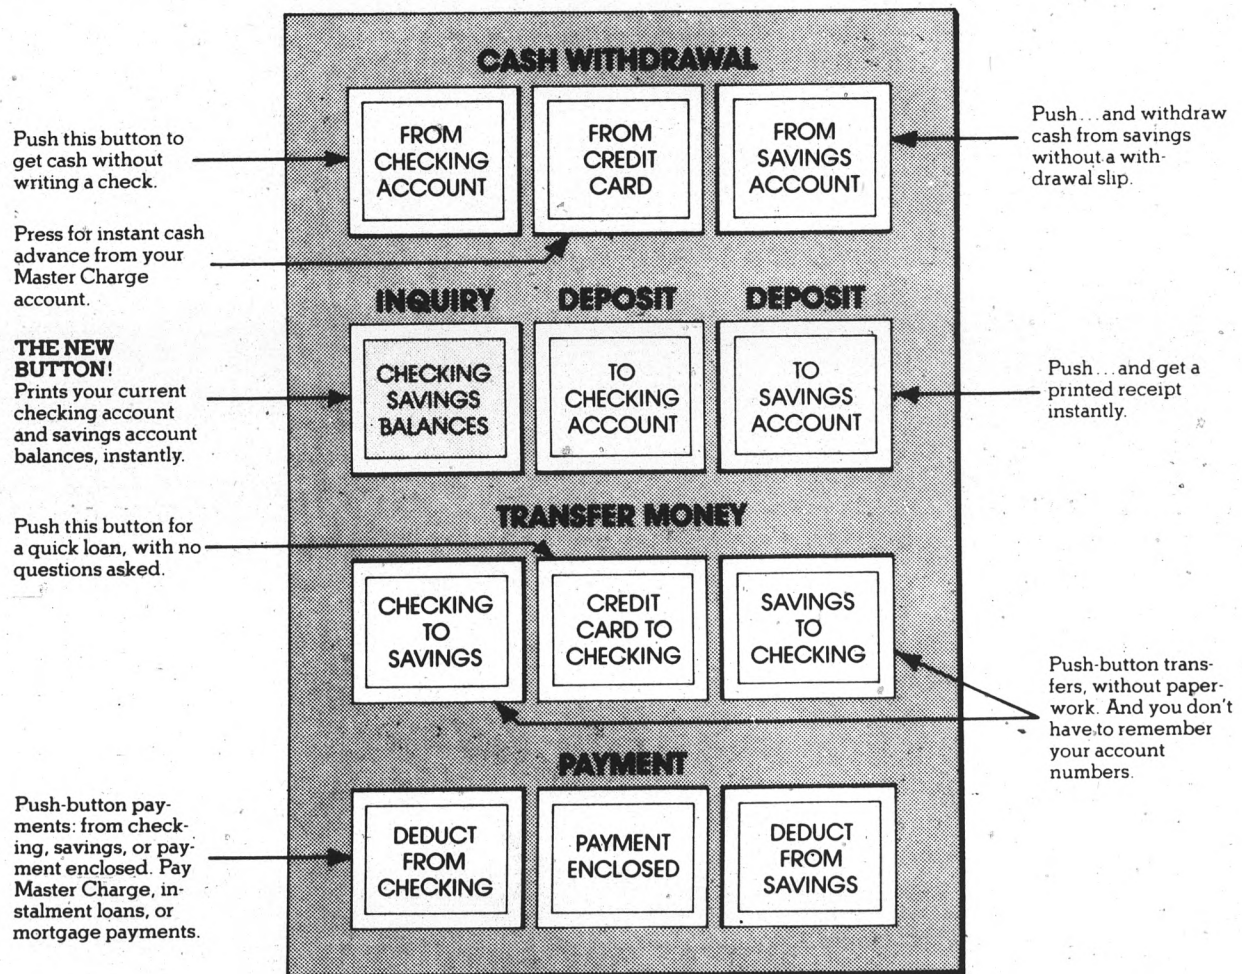 CASH WITHDRAWAL
Push this button to
get cash without
writing a check.
FROM
CHECKING
ACCOUNT
FROM
CREDIT
CARD
FROM
SAVINGS
ACCOUNT
Push...and withdraw
cash from savings
without a with-
drawal slip.
Press for instant cash
advance from your
Master Charge
account.
INQUIRY
DEPOSIT
DEPOSIT
THE NEW
BUTTON!
Prints your current
checking account
and savings account
balances, instantly.
CHECKING
SAVINGS
BALANCES
TO
CHECKING
ACCOUNT
TO
SAVINGS
ACCOUNT
Push...and get a
printed receipt
instantly.
TRANSFER MONEY
Push this button for
a quick loan, with no
questions asked.
CHECKING
TO
SAVINGS
CREDIT
CARD TO
CHECKING
SAVINGS
TO
CHECKING
Push-button trans-
fers, without paper-
work. And you don't
have to remember
your account
numbers.
PAYMENT
Push-button pay-
ments: from check-
ing, savings, or pay-
ment enclosed. Pay
Master Charge, in-
stalment loans, or
mortgage payments.
DEDUCT
FROM
CHECKING
PAYMENT
ENCLOSED
DEDUCT
FROM
SAVINGS